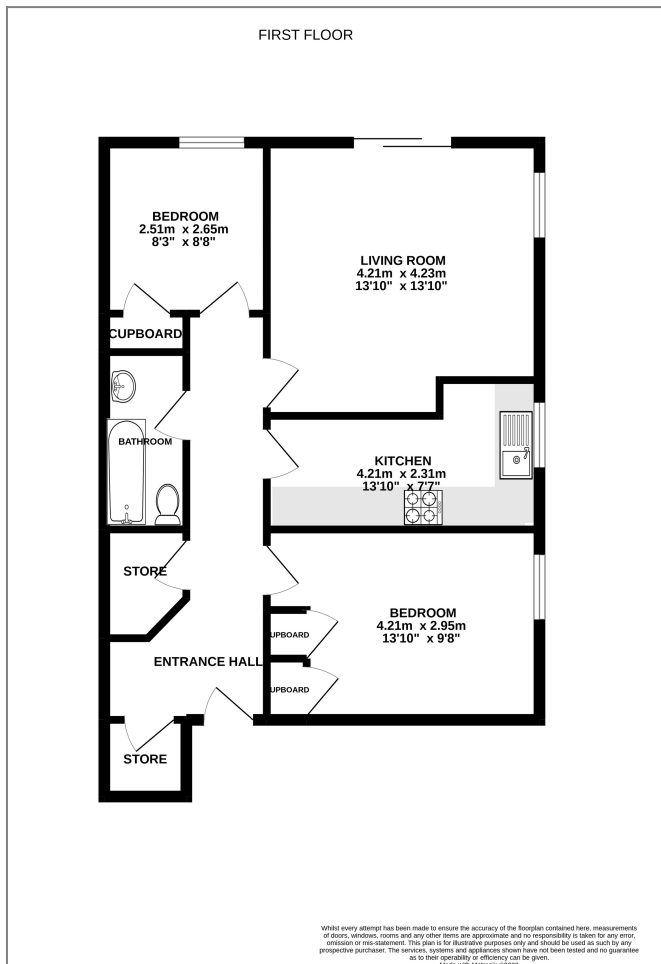 FIRST FLOOR
BEDROOM
2.51m x 2.65m
8'3" x 8'8"
LIVING ROOM
4.21m x 4.23m
13'10" x 13'10"
CUPBOARD
BATHROOM
KITCHEN
4.21m x 2.31m
13'10" x 7'7"
STORE
BEDROOM
4.21m x 2.95m
13'10" x 9'8"
UPBOARD
ENTRANCE HALL
UPBOARD
STORE
Whilst every attempt has been made to ensure the accuracy of the floorplan contained here, measurements
of doors, windows, rooms and any other items are approximate and no responsibility is taken for any error,
omission or mis-statement. This plan is for illustrative purposes only and should be used as such by any
prospective purchaser. The services, systems and appliances shown have not been tested and no guarantee
as to their operability or efficiency can be given.
Made with Metropix